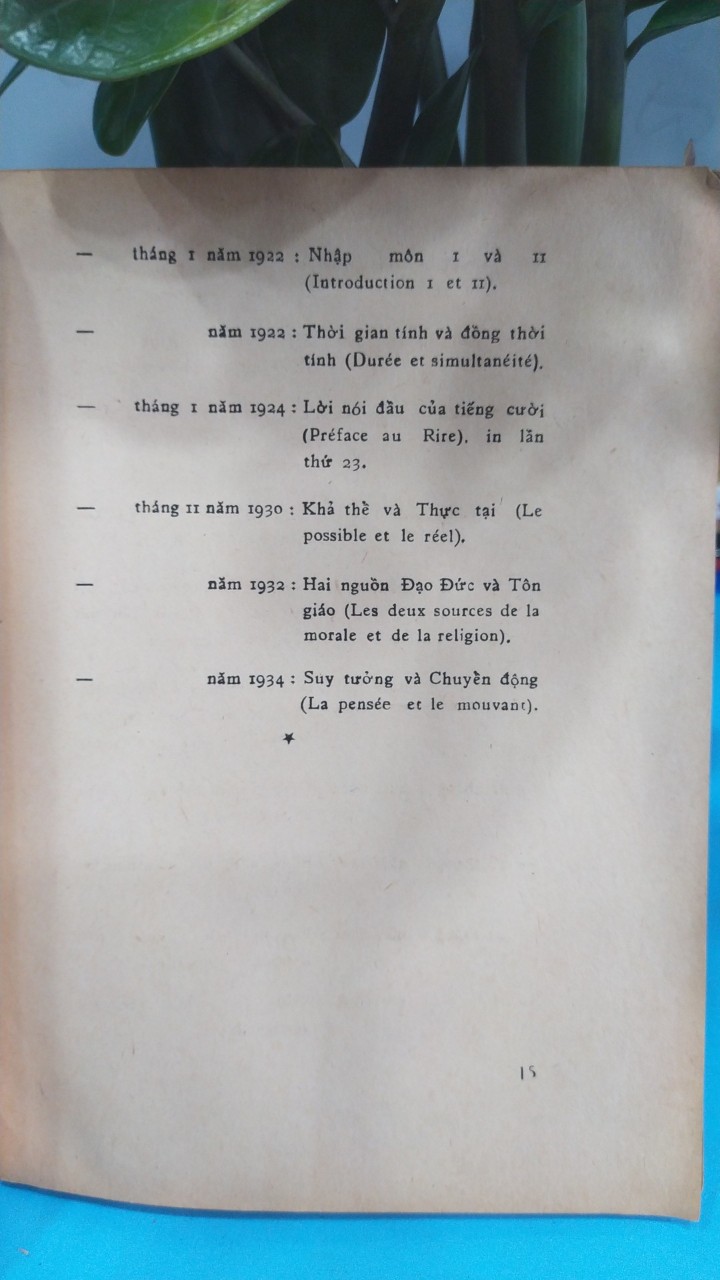 — tháng 1 năm 1922 : Nhập môn I và II
(Introduction I et II).
— năm 1922 : Thời gian tính và đồng thời
tính (Durée et simultanéité).
— tháng 1 năm 1924 : Lời nói đầu của tiếng cười
(Préface au Rire), in lần
thứ 23.
— tháng 11 năm 1930 : Khả thể và Thực tại (Le
possible et le réel).
— năm 1932 : Hai nguồn Đạo Đức và Tôn
giáo (Les deux sources de la
morale et de la religion).
— năm 1934 : Suy tưởng và Chuyển động
(La pensée et le mouvant).
★
15